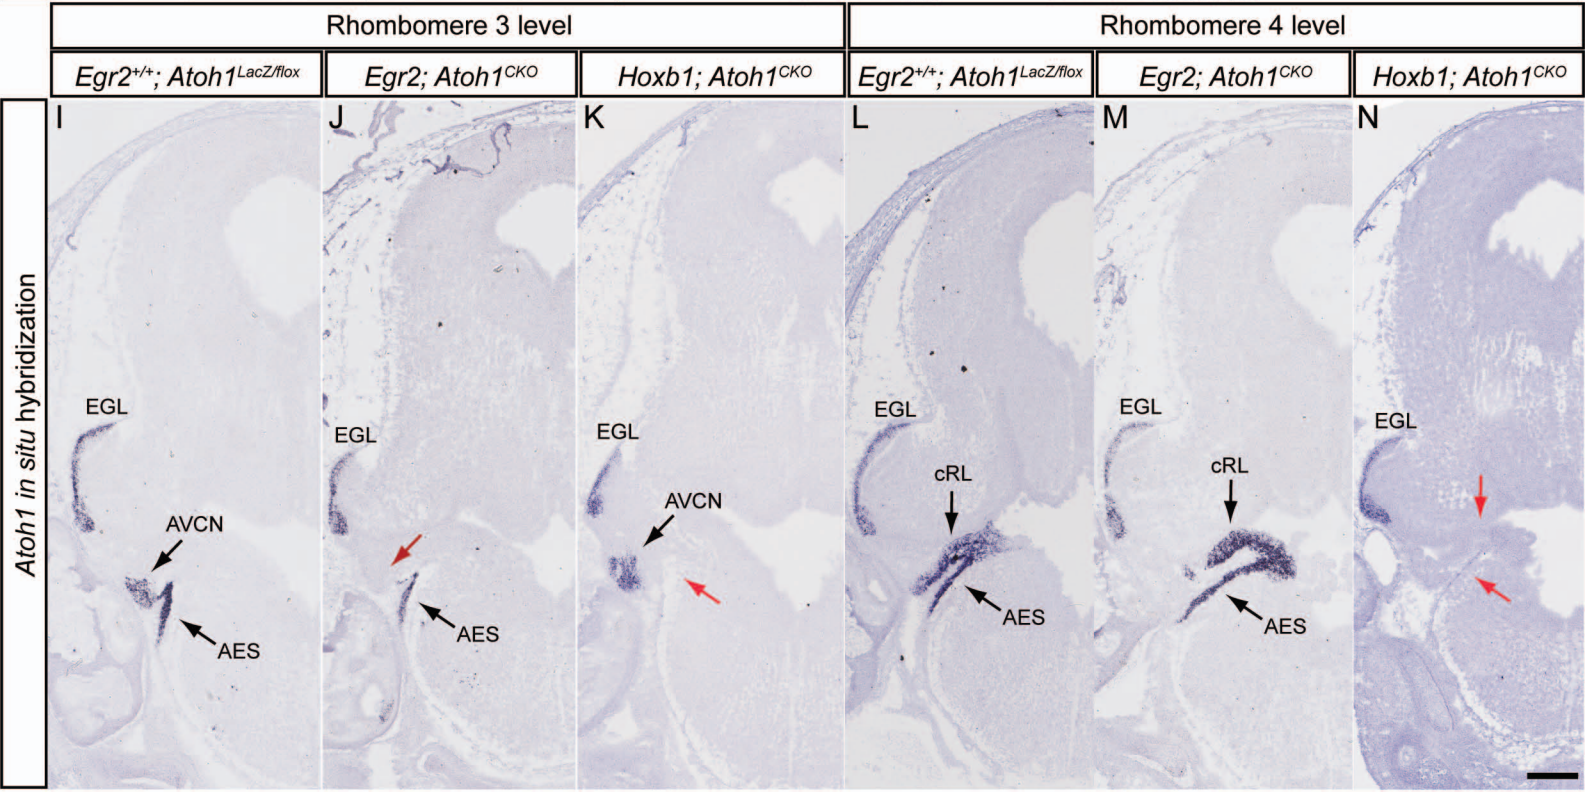 Rhombomere 3 level
Rhombomere 4 level
Egr2+/+; Atoh1LacZ/flox
Egr2; Atoh1CKO
Hoxb1; Atoh1CKO
Egr2+/+; Atoh1LacZ/flox
Egr2; Atoh1CKO
Hoxb1; Atoh1CKO
Atoh1 in situ hybridization
I
EGL
AVCN
AES
J
EGL
AES
K
EGL
AVCN
L
EGL
cRL
AES
M
EGL
cRL
AES
N
EGL